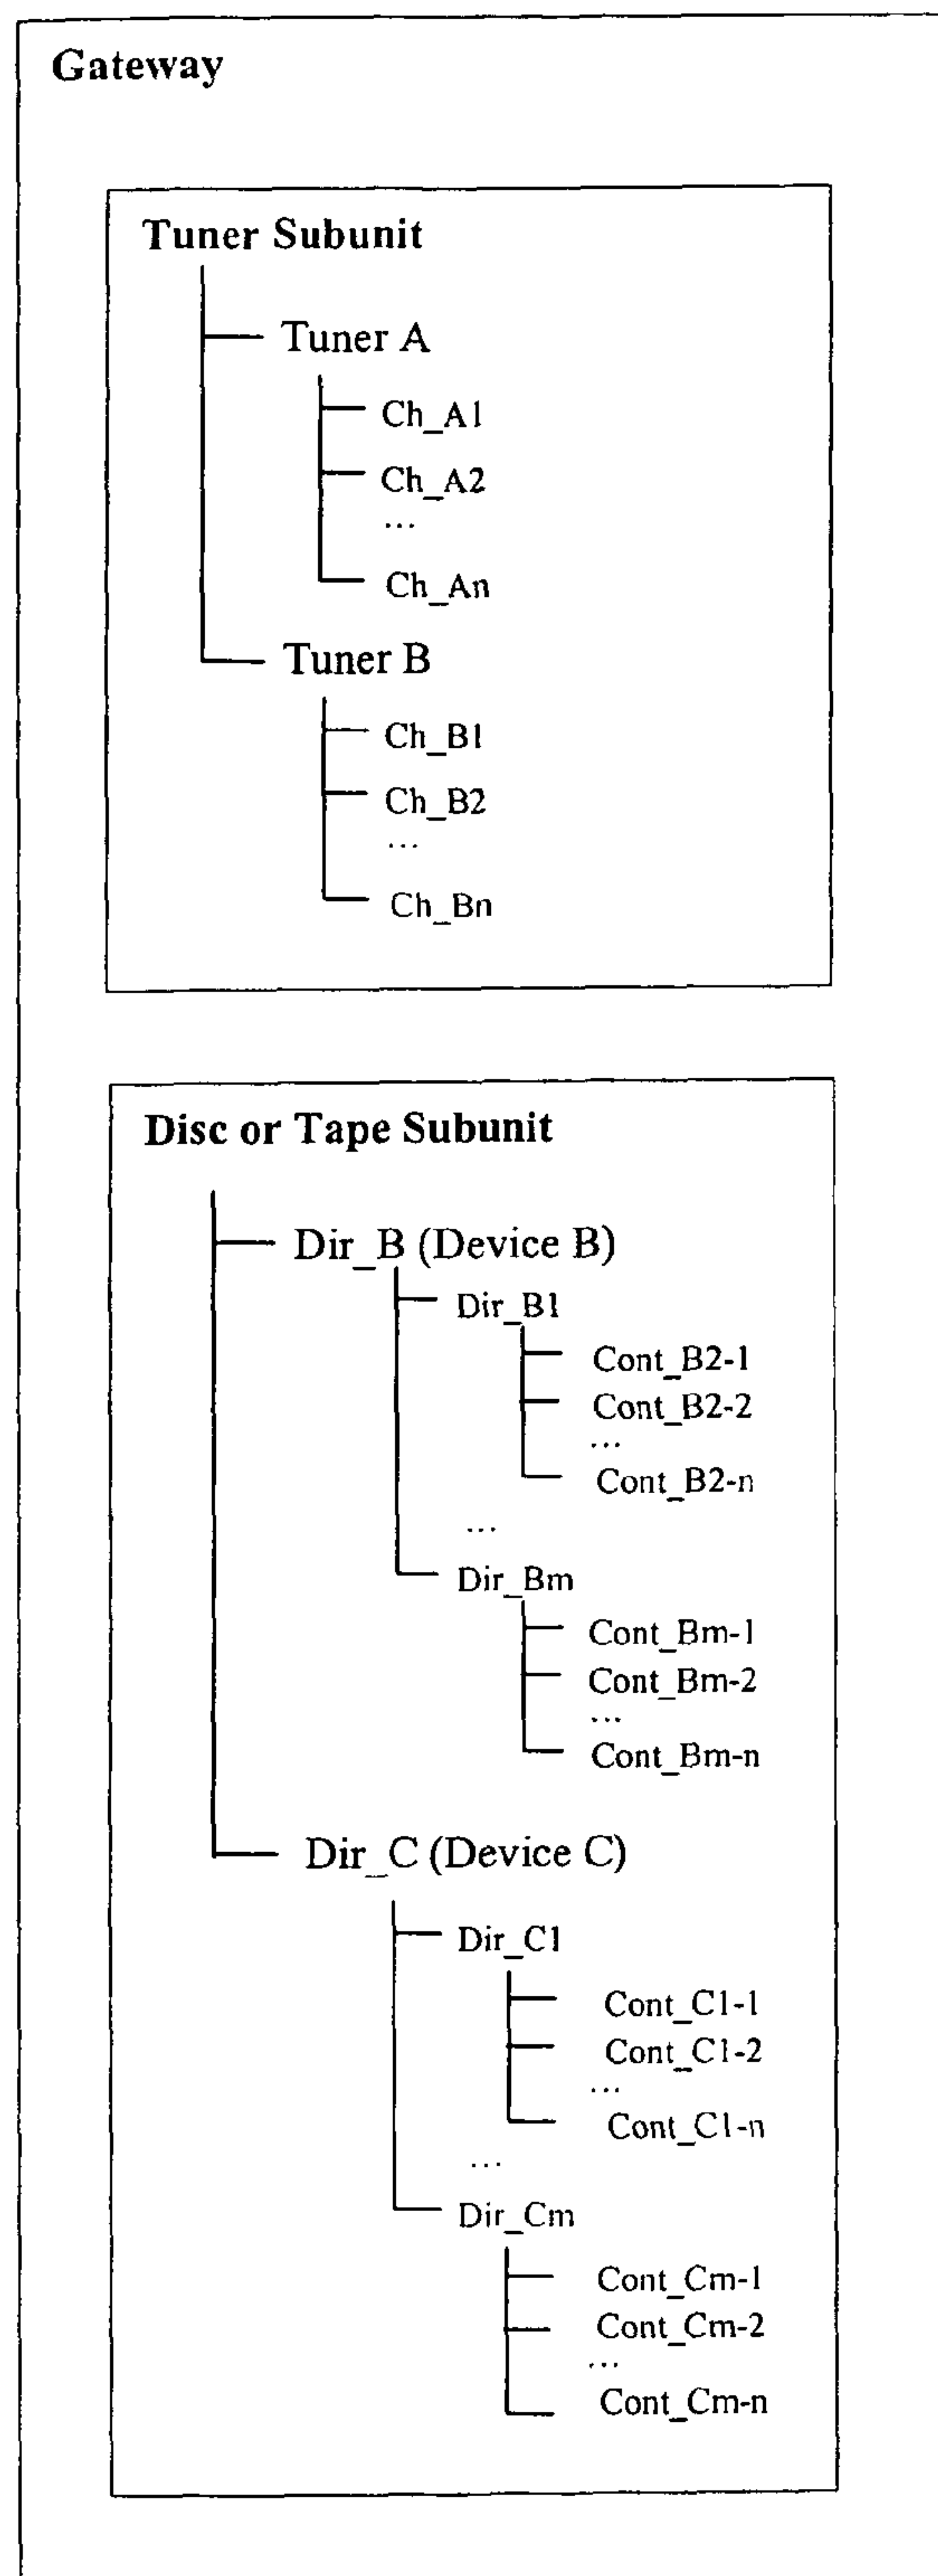 Gateway
Tuner Subunit
Tuner A
Ch_A1
Ch_A2
...
Ch_An
Tuner B
Ch_B1
Ch_B2
...
Ch_Bn
Disc or Tape Subunit
Dir_B (Device B)
Dir_B1
Cont_B2-1
Cont_B2-2
...
Cont_B2-n
...
Dir_Bm
Cont_Bm-1
Cont_Bm-2
...
Cont_Bm-n
Dir_C (Device C)
Dir_C1
Cont_C1-1
Cont_C1-2
...
Cont_C1-n
...
Dir_Cm
Cont_Cm-1
Cont_Cm-2
...
Cont_Cm-n